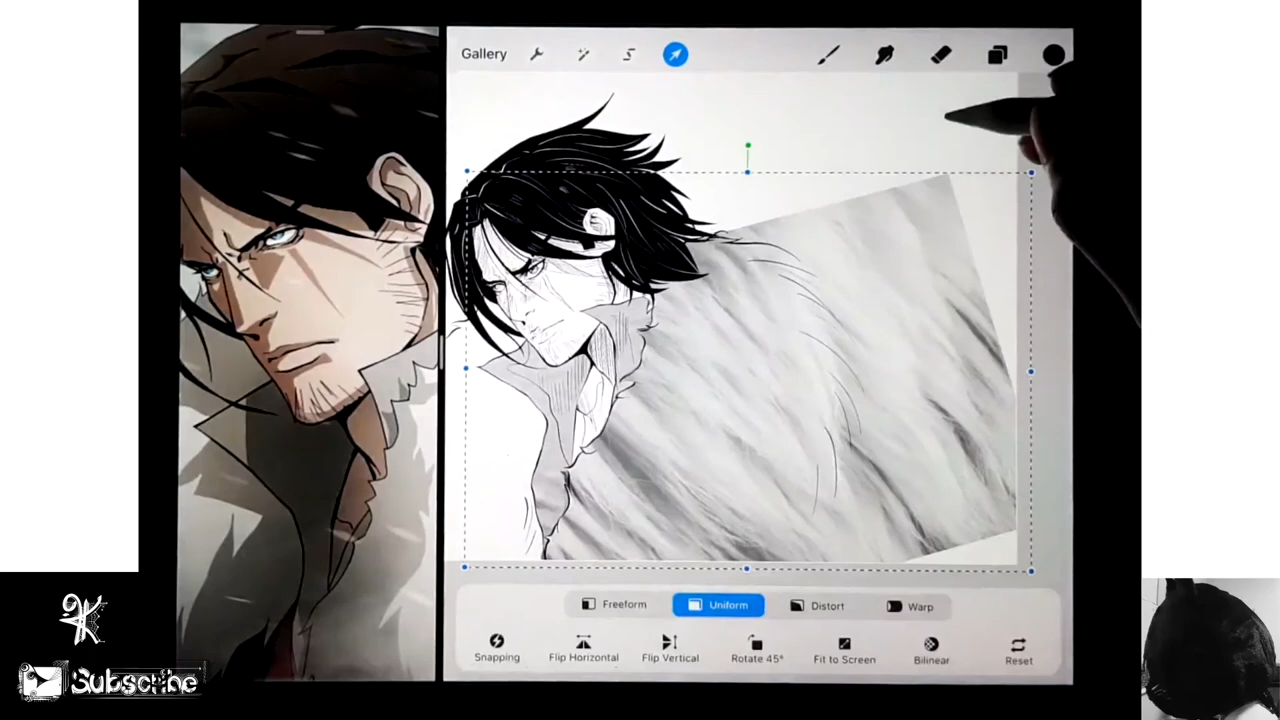 Gallery
Freeform
Uniform
Distort
Warp
Snapping
Flip Horizontal
Flip Vertical
Rotate 45°
Fit to Screen
Bilinear
Reset
Subscribe